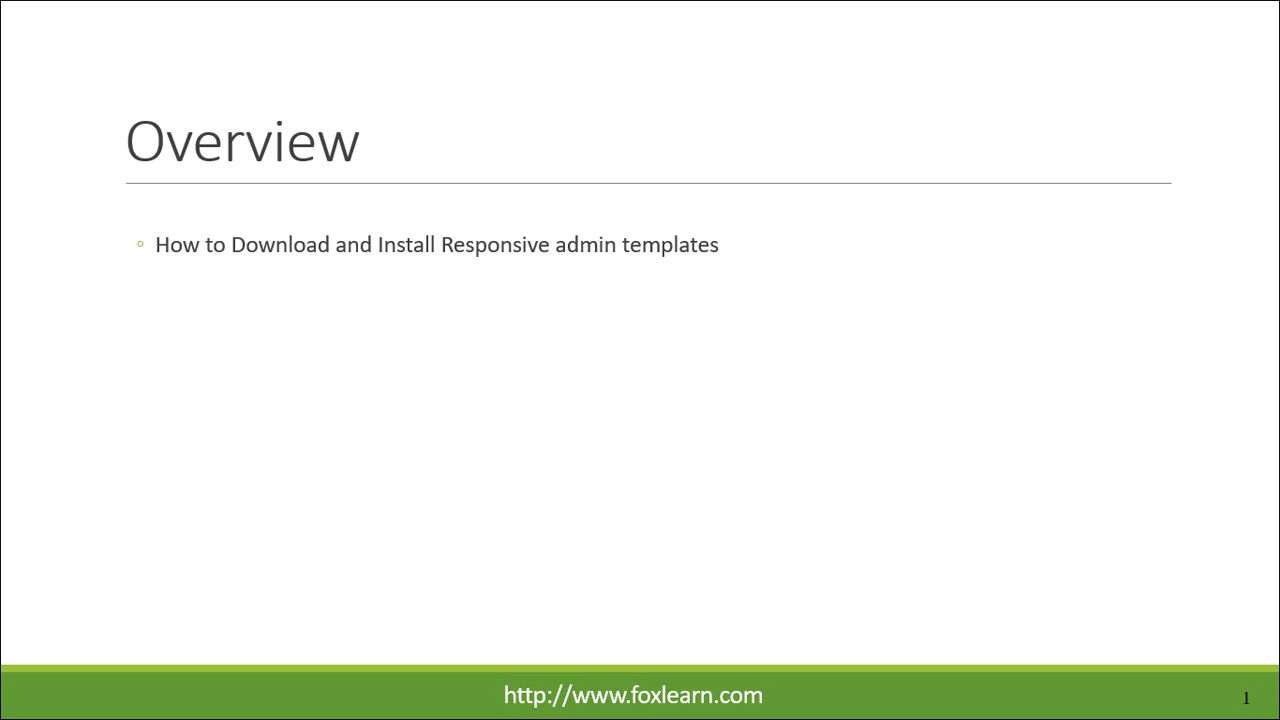 Overview
◦ How to Download and Install Responsive admin templates
http://www.foxlearn.com
1